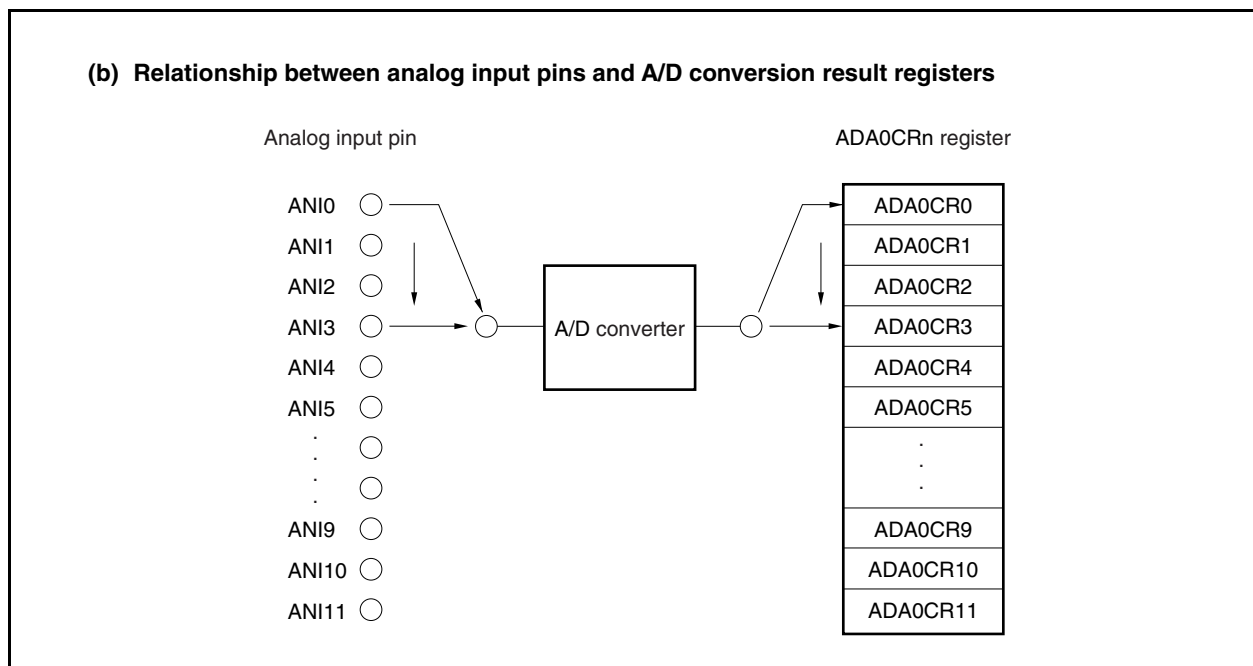 (b) Relationship between analog input pins and A/D conversion result registers
Analog input pin
ADA0CRn register
ANI0
ADA0CR0
ANI1
ADA0CR1
ANI2
ADA0CR2
ANI3
A/D converter
ADA0CR3
ANI4
ADA0CR4
ANI5
ADA0CR5
ANI9
ADA0CR9
ANI10
ADA0CR10
ANI11
ADA0CR11